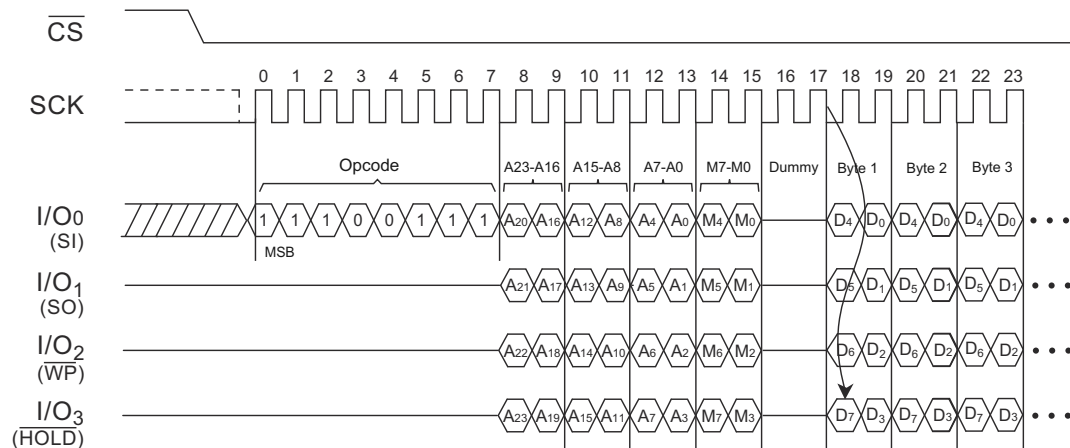 CS
0 1 2 3 4 5 6 7 8 9 10 11 12 13 14 15 16 17 18 19 20 21 22 23
SCK
Opcode A23-A16 A15-A8 A7-A0 M7-M0 Dummy Byte 1 Byte 2 Byte 3
I/O0 1 1 1 0 0 1 1 1 A20 A16 A12 A8 A4 A0 M4 M0 D4 D0 D4 D0 D4 D0
(SI) MSB
I/O1 A21 A17 A13 A9 A5 A1 M5 M1 D5 D1 D5 D1 D5 D1
(SO)
I/O2 A22 A18 A14 A10 A6 A2 M6 M2 D6 D2 D6 D2 D6 D2
(WP)
I/O3 A23 A19 A15 A11 A7 A3 M7 M3 D7 D3 D7 D3 D7 D3
(HOLD)